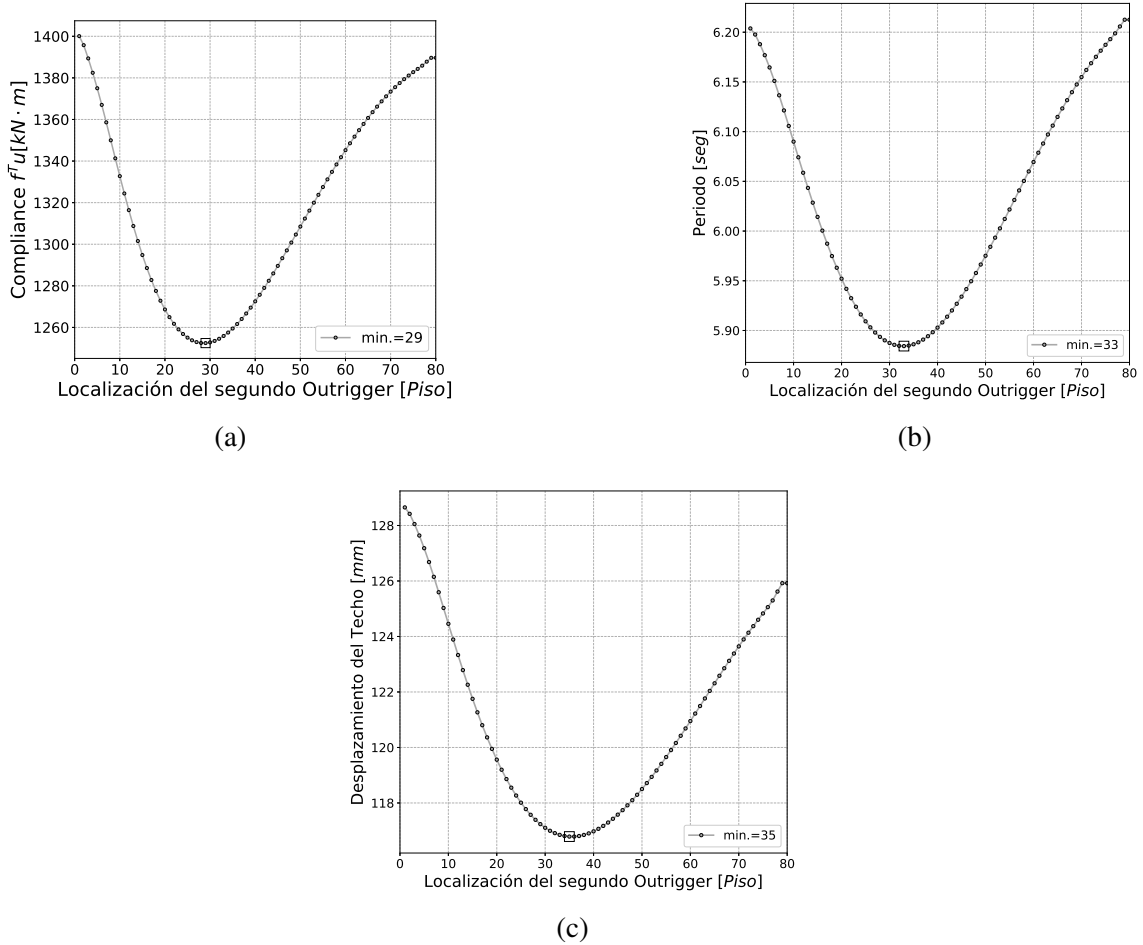 1400
1380
1360
1340
1320
1300
1280
1260
Compliance f^T u[kN · m]
min.=29
0 10 20 30 40 50 60 70 80
Localización del segundo Outrigger [Piso]
(a)
6.20
6.15
6.10
6.05
6.00
5.95
5.90
Periodo [seg]
min.=33
0 10 20 30 40 50 60 70 80
Localización del segundo Outrigger [Piso]
(b)
128
126
124
122
120
118
Desplazamiento del Techo [mm]
min.=35
0 10 20 30 40 50 60 70 80
Localización del segundo Outrigger [Piso]
(c)